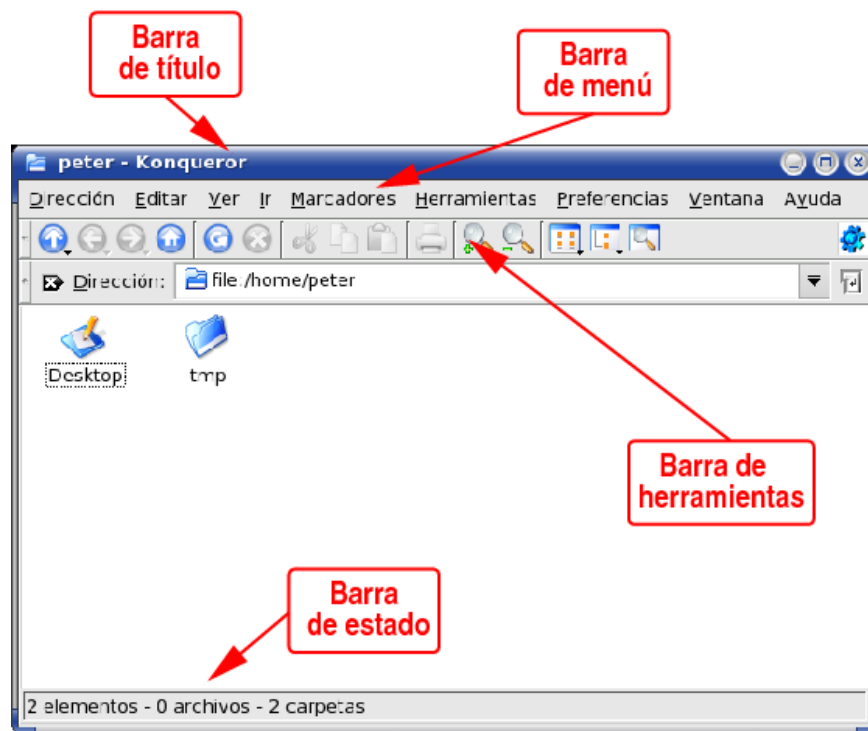 Barra
de título
Barra
de menú
peter - Konqueror
Dirección Editar Ver Ir Marcadores Herramientas Preferencias Ventana Ayuda
Dirección: file:/home/peter
Desktop tmp
Barra de
herramientas
Barra
de estado
2 elementos - 0 archivos - 2 carpetas